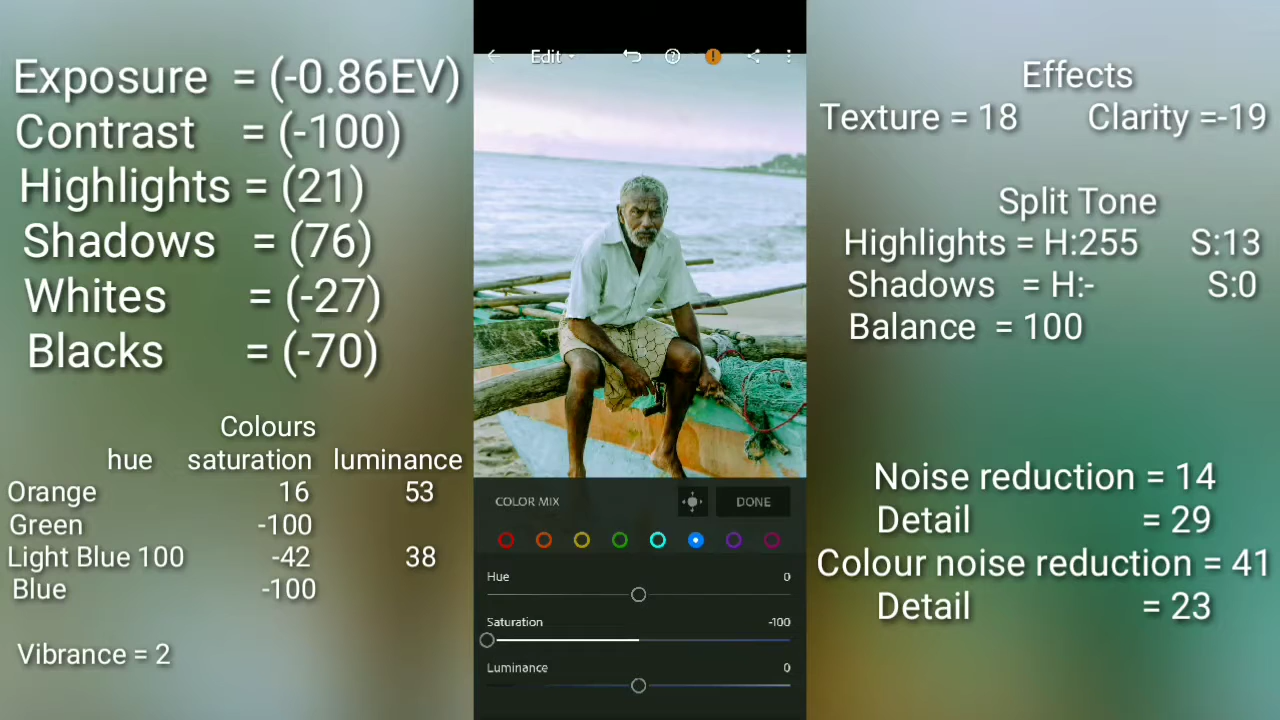 Exposure = (-0.86EV)
Contrast = (-100)
Highlights = (21)
Shadows = (76)
Whites = (-27)
Blacks = (-70)
Colours
hue saturation luminance
Orange 16 53
Green -100
Light Blue 100 -42 38
Blue -100
Vibrance = 2
Edit
COLOR MIX
DONE
Hue 0
Saturation -100
Luminance 0
Effects
Texture = 18 Clarity =-19
Split Tone
Highlights = H:255 S:13
Shadows = H:- S:0
Balance = 100
Noise reduction = 14
Detail = 29
Colour noise reduction = 41
Detail = 23